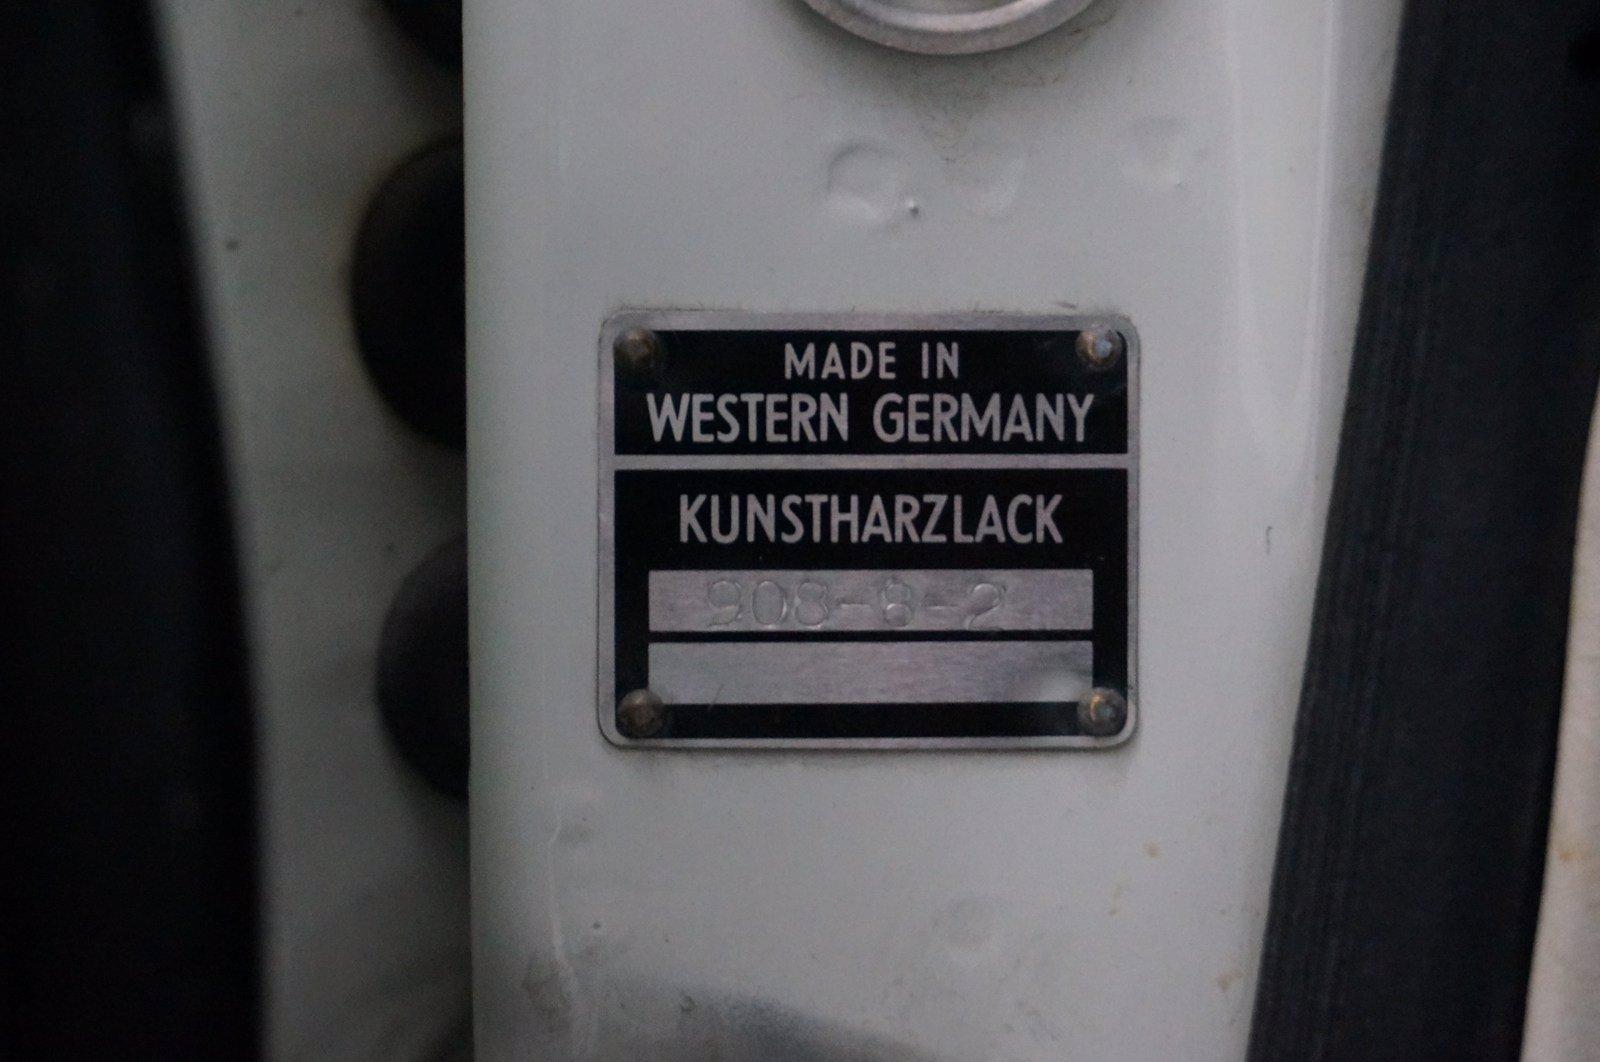 MADE IN
WESTERN GERMANY
KUNSTHARZLACK
908-8-2